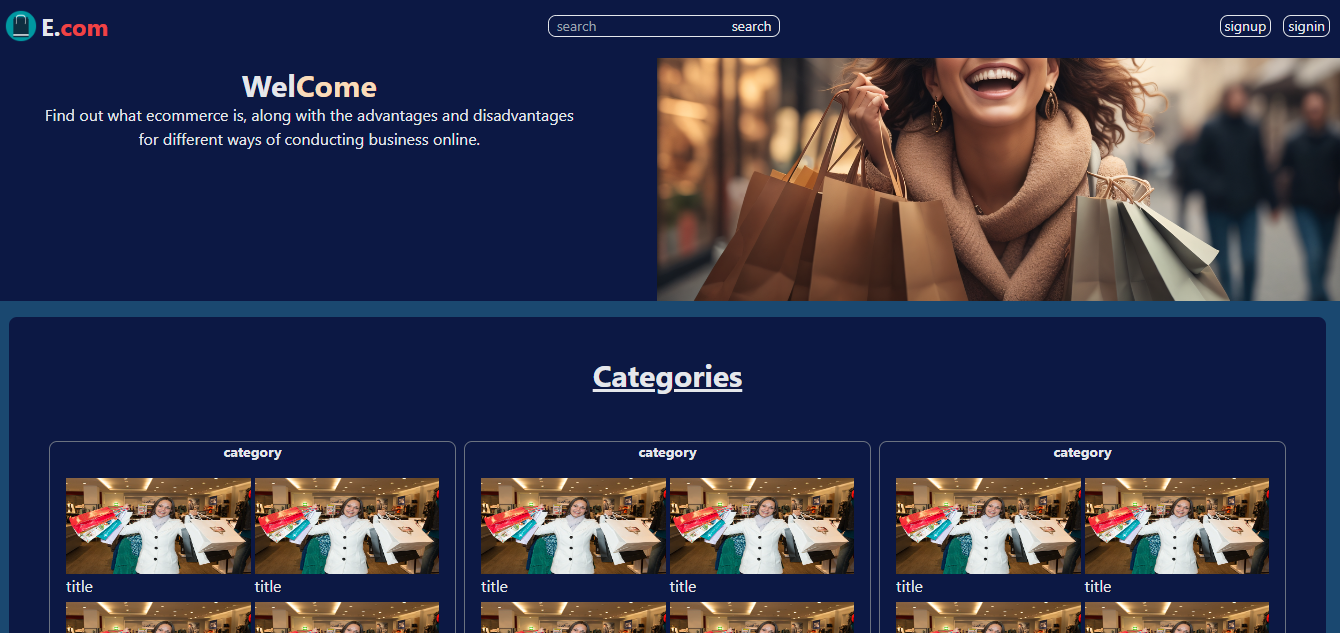 E.com
search search
signup signin
WelCome
Find out what ecommerce is, along with the advantages and disadvantages
for different ways of conducting business online.
Categories
category
title title
category
title title
category
title title